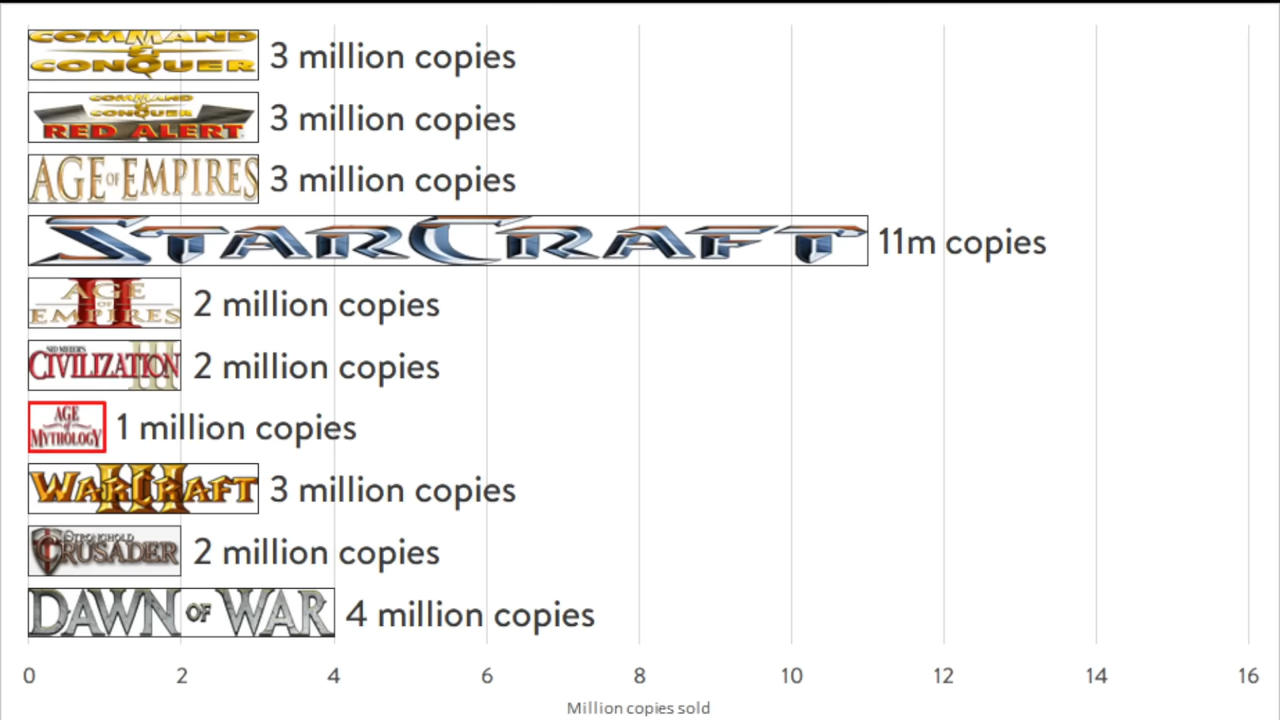 COMMAND
&
CONQUER
3 million copies
COMMAND
&
CONQUER
RED ALERT
3 million copies
AGE OF EMPIRES
3 million copies
STARCRAFT
11m copies
II
AGE
OF
EMPIRES
2 million copies
SID MEIER'S
CIVILIZATION III
2 million copies
AGE
of
MYTHOLOGY
1 million copies
WARCRAFT III
3 million copies
STRONGHOLD
CRUSADER
2 million copies
DAWN OF WAR
4 million copies
0 2 4 6 8 10 12 14 16
Million copies sold